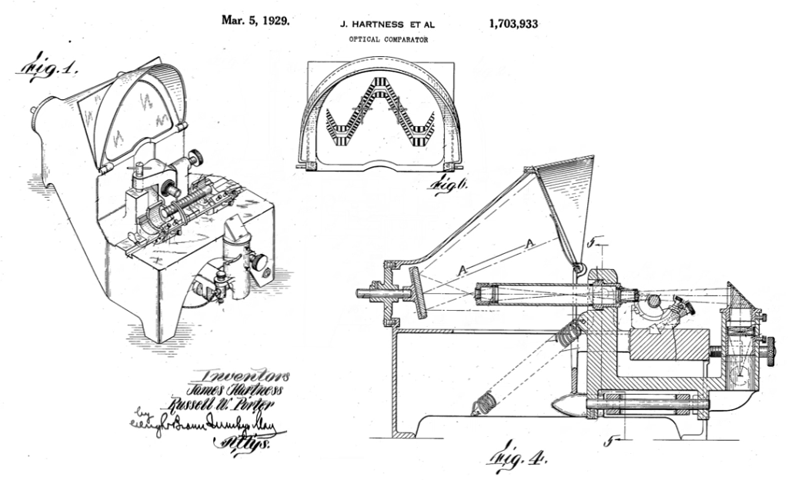 Mar. 5, 1929. J. HARTNESS ET AL 1,703,933
OPTICAL COMPARATOR
Fig. 1.
Fig. 6.
A A
5
5
Fig. 4.
Inventors
James Hartness
Russell W. Porter
by
Attys.